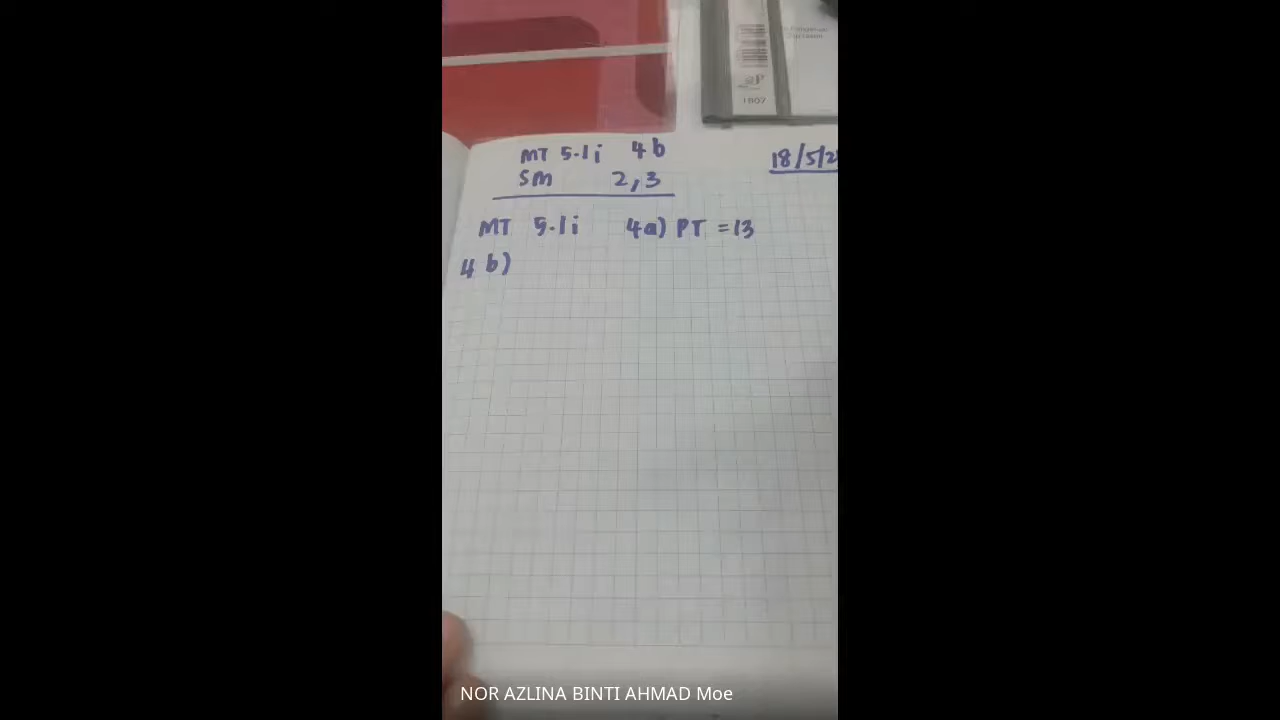 1807
MT 5.1i 4b
18/5/2
SM 2,3
MT 5.1i 4a) PT = 13
4 b)
NOR AZLINA BINTI AHMAD Moe